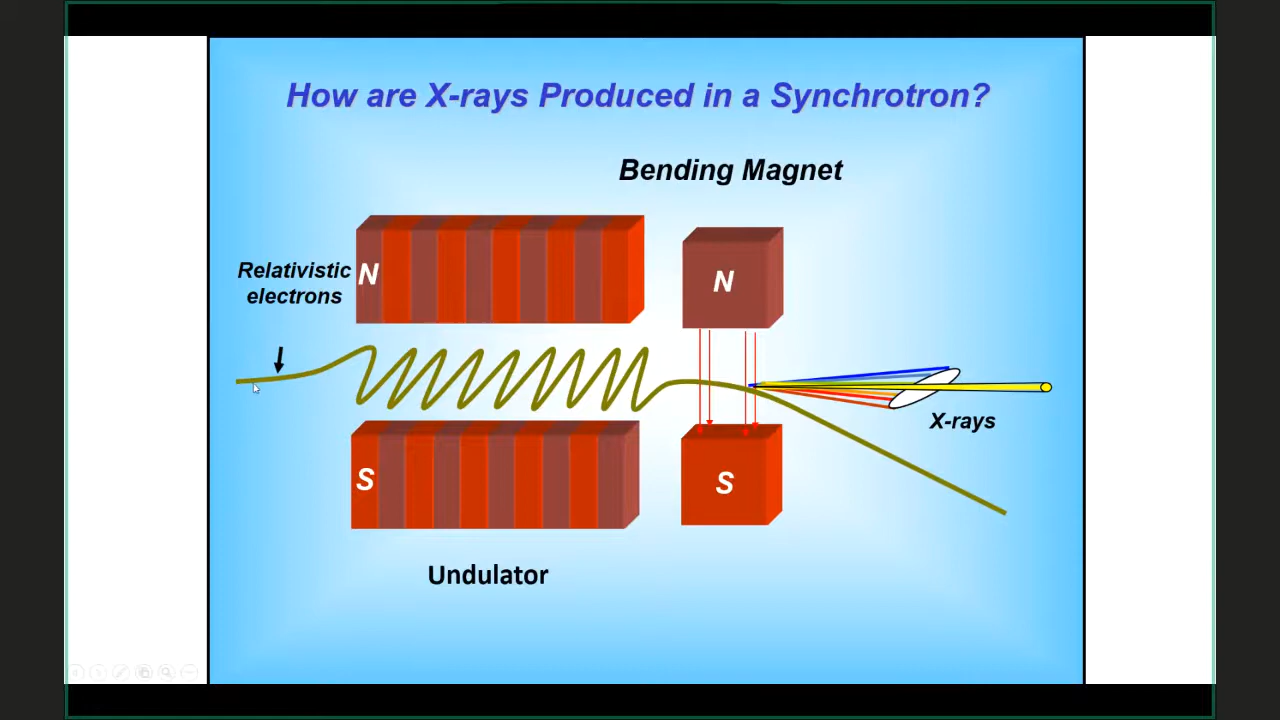 How are X-rays Produced in a Synchrotron?
Bending Magnet
Relativistic
electrons
N
N
X-rays
S
S
Undulator